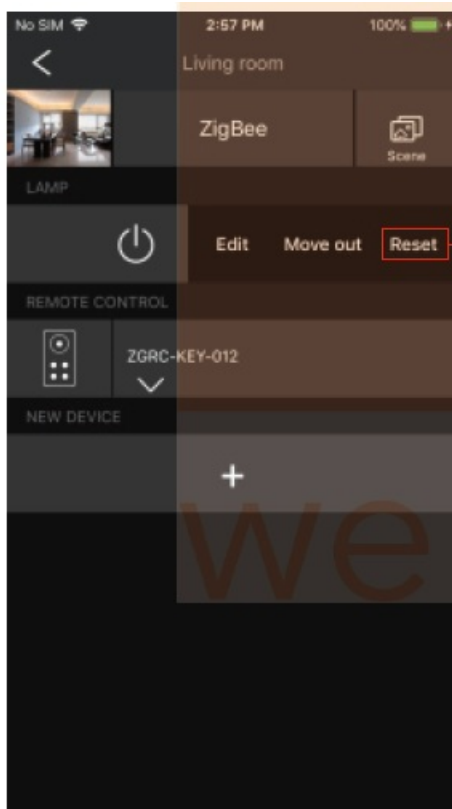 No SIM 2:57 PM 100%
Living room
ZigBee
Scene
LAMP
Edit Move out Reset
REMOTE CONTROL
ZGRC-KEY-012
NEW DEVICE
+
we